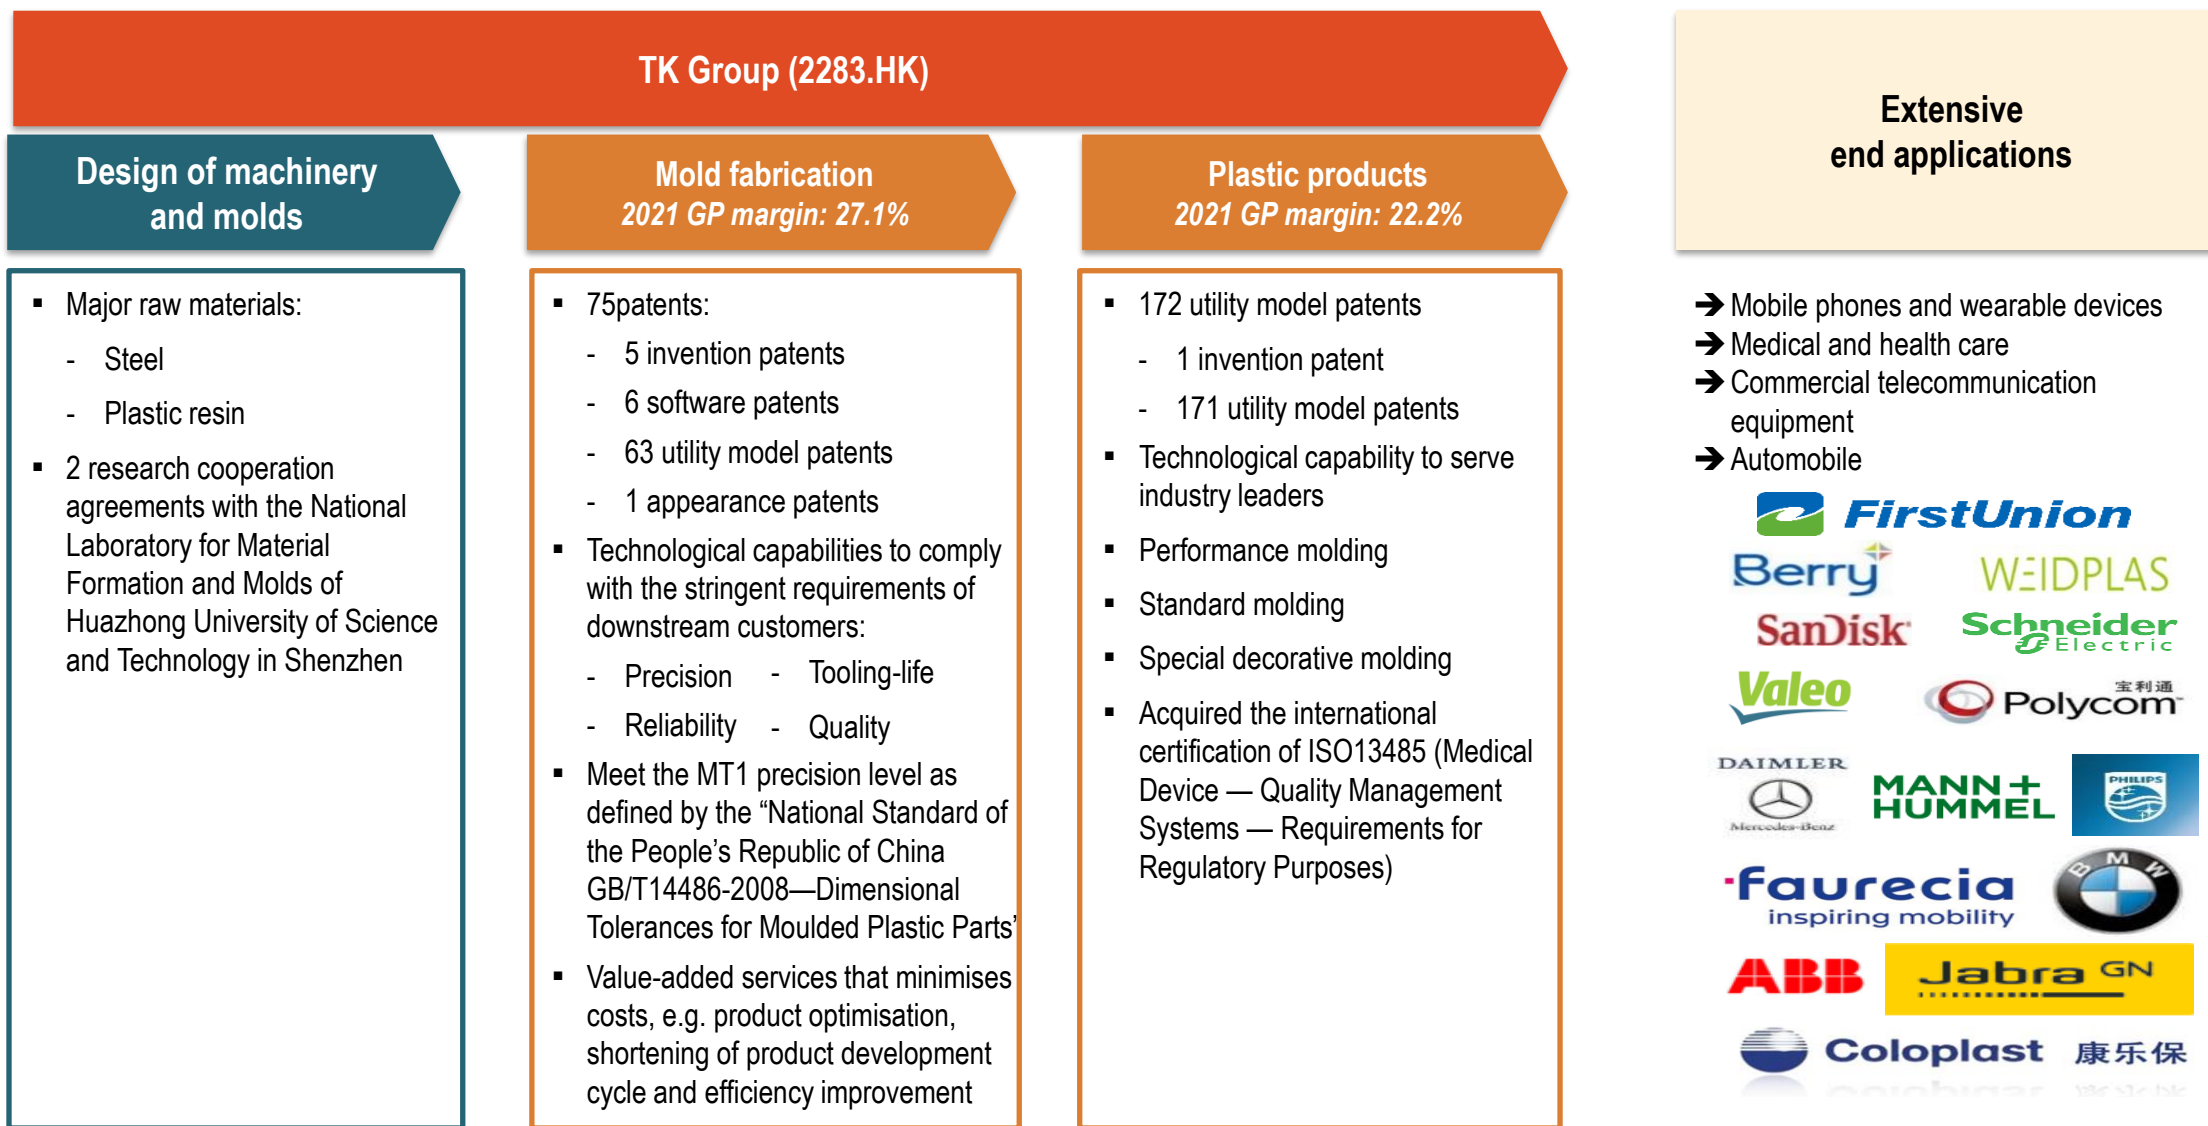 TK Group (2283.HK)
Design of machinery
and molds
▪ Major raw materials:
- Steel
- Plastic resin
▪ 2 research cooperation
agreements with the National
Laboratory for Material
Formation and Molds of
Huazhong University of Science
and Technology in Shenzhen
Mold fabrication
2021 GP margin: 27.1%
▪ 75patents:
- 5 invention patents
- 6 software patents
- 63 utility model patents
- 1 appearance patents
▪ Technological capabilities to comply
with the stringent requirements of
downstream customers:
- Precision - Tooling-life
- Reliability - Quality
▪ Meet the MT1 precision level as
defined by the “National Standard of
the People’s Republic of China
GB/T14486-2008—Dimensional
Tolerances for Moulded Plastic Parts’
▪ Value-added services that minimises
costs, e.g. product optimisation,
shortening of product development
cycle and efficiency improvement
Plastic products
2021 GP margin: 22.2%
▪ 172 utility model patents
- 1 invention patent
- 171 utility model patents
▪ Technological capability to serve
industry leaders
▪ Performance molding
▪ Standard molding
▪ Special decorative molding
▪ Acquired the international
certification of ISO13485 (Medical
Device — Quality Management
Systems — Requirements for
Regulatory Purposes)
Extensive
end applications
➔ Mobile phones and wearable devices
➔ Medical and health care
➔ Commercial telecommunication
equipment
➔ Automobile
FirstUnion
Berry WEIDPLAS
SanDisk Schneider
Electric
Valeo 宝利通
Polycom
DAIMLER
Mercedes-Benz
MANN+
HUMMEL
PHILIPS
faurecia
inspiring mobility
BMW
ABB Jabra GN
Coloplast 康乐保